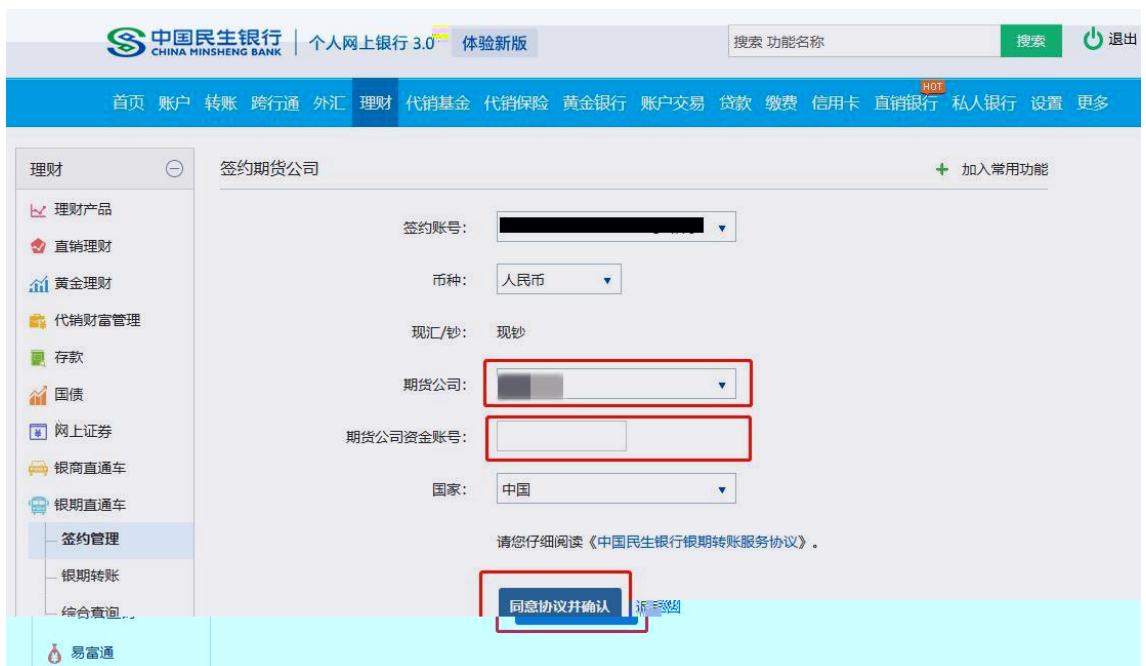 中国民生银行
CHINA MINSHENG BANK
个人网上银行 3.0
体验新版
搜索 功能名称
搜索
退出
首页 账户 转账 跨行通 外汇 理财 代销基金 代销保险 黄金银行 账户交易 贷款 缴费 信用卡 直销银行 私人银行 设置 更多
HOT
理财
理财产品
直销理财
黄金理财
代销财富管理
存款
国债
网上证券
银商直通车
银期直通车
签约管理
银期转账
综合查询
易富通
签约期货公司
加入常用功能
签约账号:
币种: 人民币
现汇/钞: 现钞
期货公司:
期货公司资金账号:
国家: 中国
请您仔细阅读《中国民生银行银期转账服务协议》。
同意协议并确认